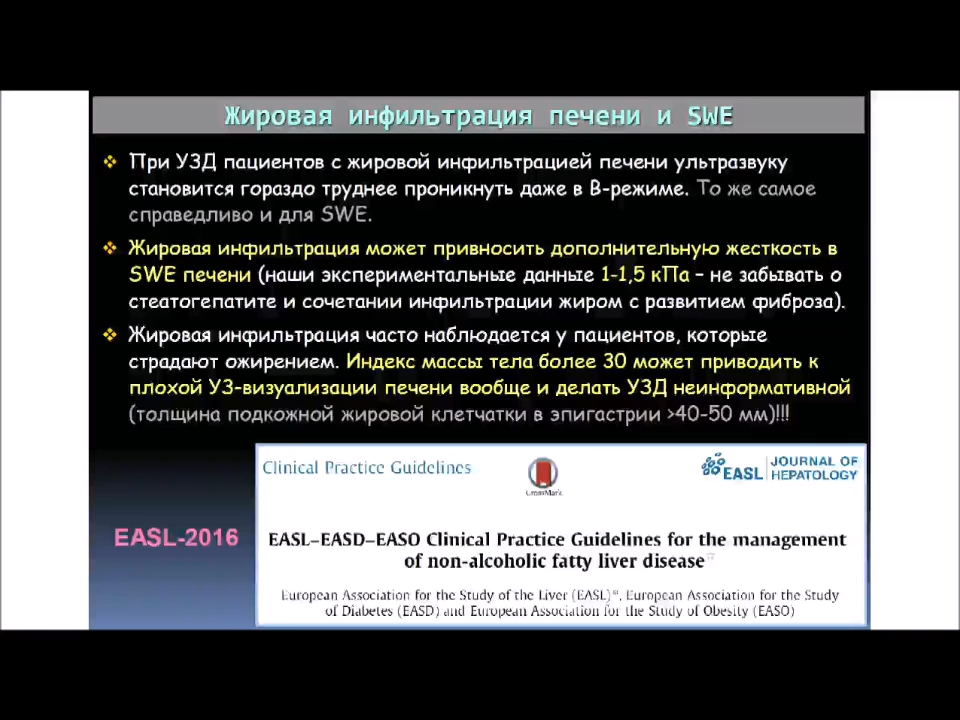 Жировая инфильтрация печени и SWE
❖ При УЗД пациентов с жировой инфильтрацией печени ультразвуку
становится гораздо труднее проникнуть даже в В-режиме. То же самое
справедливо и для SWE.
❖ Жировая инфильтрация может привносить дополнительную жесткость в
SWE печени (наши экспериментальные данные 1-1,5 кПа – не забывать о
стеатогепатите и сочетании инфильтрации жиром с развитием фиброза).
❖ Жировая инфильтрация часто наблюдается у пациентов, которые
страдают ожирением. Индекс массы тела более 30 может приводить к
плохой УЗ-визуализации печени вообще и делать УЗД неинформативной
(толщина подкожной жировой клетчатки в эпигастрии >40-50 мм)!!!
EASL-2016
Clinical Practice Guidelines
CrossMark
EASL JOURNAL OF
HEPATOLOGY
EASL–EASD–EASO Clinical Practice Guidelines for the management
of non-alcoholic fatty liver disease☆
European Association for the Study of the Liver (EASL)*, European Association for the Study
of Diabetes (EASD) and European Association for the Study of Obesity (EASO)